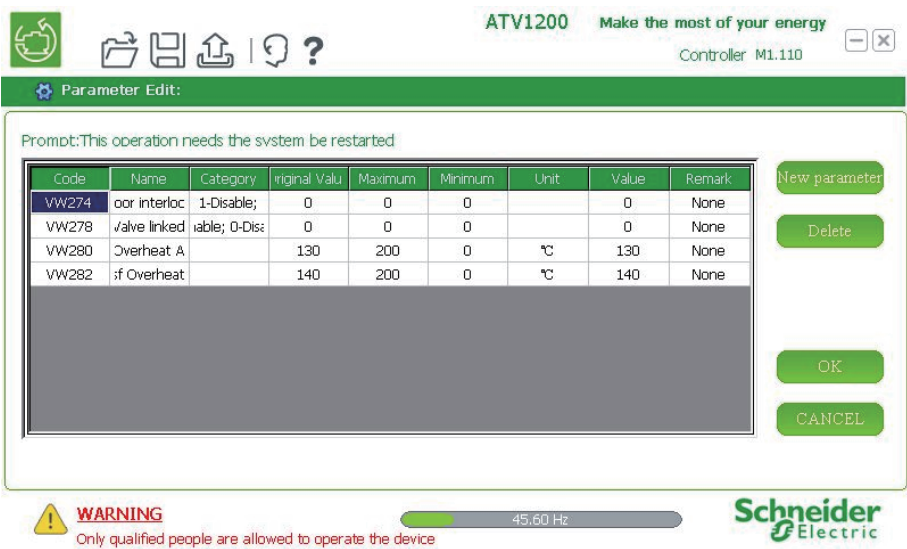 ATV1200 Make the most of your energy
Controller M1.110
Parameter Edit:
Prompt:This operation needs the system be restarted
Code Name Category riginal Valu Maximum Minimum Unit Value Remark
VW274 oor interloc 1-Disable; 0 0 0 0 None
VW278 Valve linked able; 0-Disa 0 0 0 0 None
VW280 Overheat A 130 200 0 ℃ 130 None
VW282 sf Overheat 140 200 0 ℃ 140 None
New parameter
Delete
OK
CANCEL
WARNING
Only qualified people are allowed to operate the device
45.60 Hz
Schneider
Electric